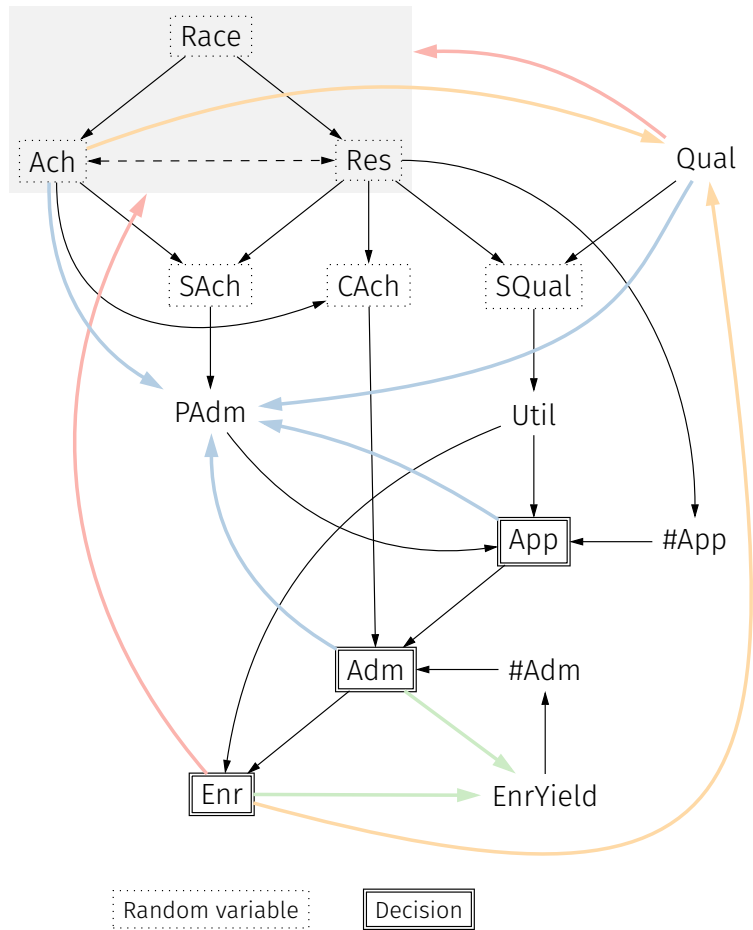 Race
Ach
Res
Qual
SAch
CAch
SQual
PAdm
Util
App
#App
Adm
#Adm
Enr
EnrYield
Random variable
Decision